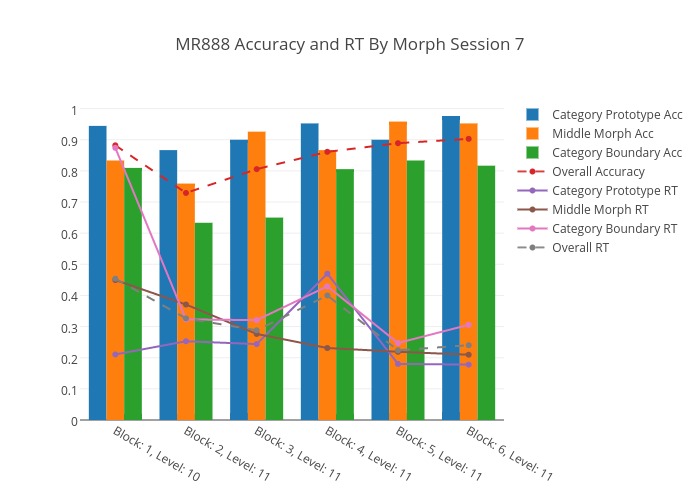 MR888 Accuracy and RT By Morph Session 7
1
0.9
0.8
0.7
0.6
0.5
0.4
0.3
0.2
0.1
0
Block: 1, Level: 10
Block: 2, Level: 11
Block: 3, Level: 11
Block: 4, Level: 11
Block: 5, Level: 11
Block: 6, Level: 11
Category Prototype Acc
Middle Morph Acc
Category Boundary Acc
Overall Accuracy
Category Prototype RT
Middle Morph RT
Category Boundary RT
Overall RT